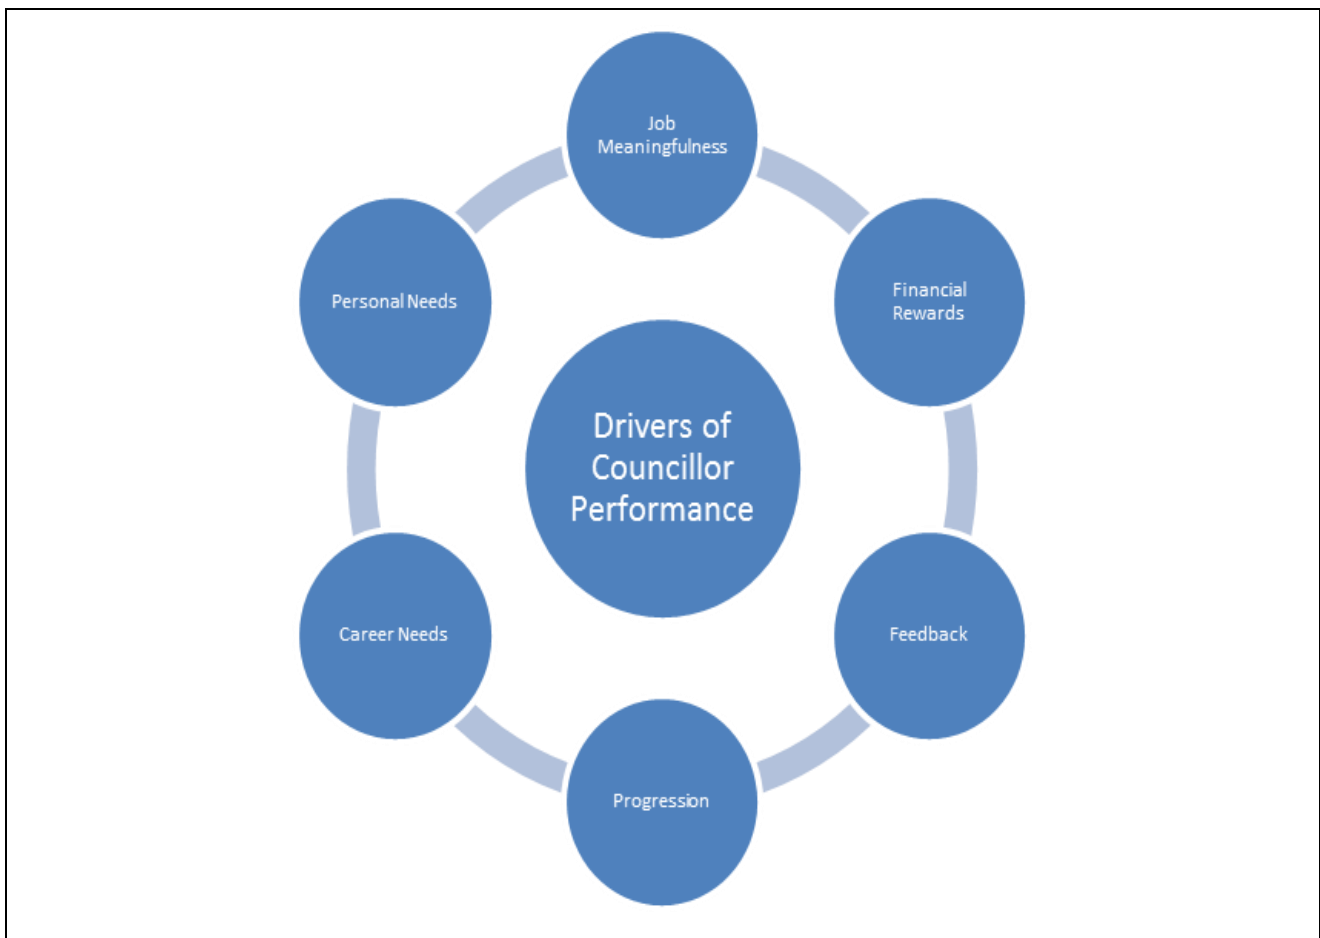 Job
Meaningfulness
Financial
Rewards
Feedback
Progression
Career Needs
Personal Needs
Drivers of
Councillor
Performance